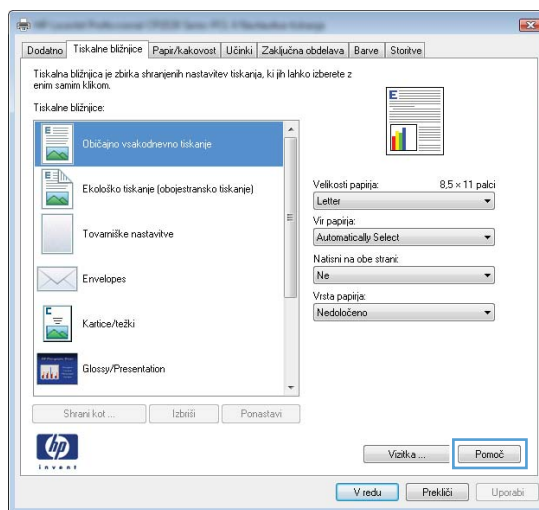 Dodatno Tiskalne bližnjice Papir/kakovost Učinki Zaključna obdelava Barve Storitve
Tiskalna bližnjica je zbirka shranjenih nastavitev tiskanja, ki jih lahko izberete z
enim samim klikom.
Tiskalne bližnjice:
Običajno vsakodnevno tiskanje
Ekološko tiskanje (obojestransko tiskanje)
Tovarniške nastavitve
Envelopes
Kartice/težki
Glossy/Presentation
Shrani kot ... Izbriši Ponastavi
Velikosti papirja: 8,5 × 11 palci
Letter
Vir papirja:
Automatically Select
Natisni na obe strani:
Ne
Vrsta papirja:
Nedoločeno
hp
invent
Vizitka ... Pomoč
V redu Prekliči Uporabi